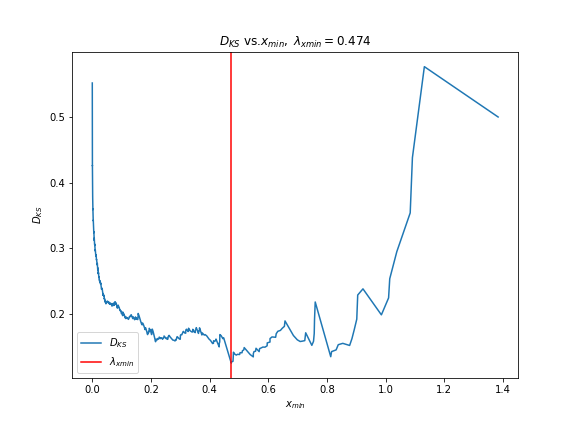 D_KS vs.x_min, λ_xmin = 0.474
D_KS
0.5
0.4
0.3
0.2
D_KS
λ_xmin
0.0 0.2 0.4 0.6 0.8 1.0 1.2 1.4
x_min